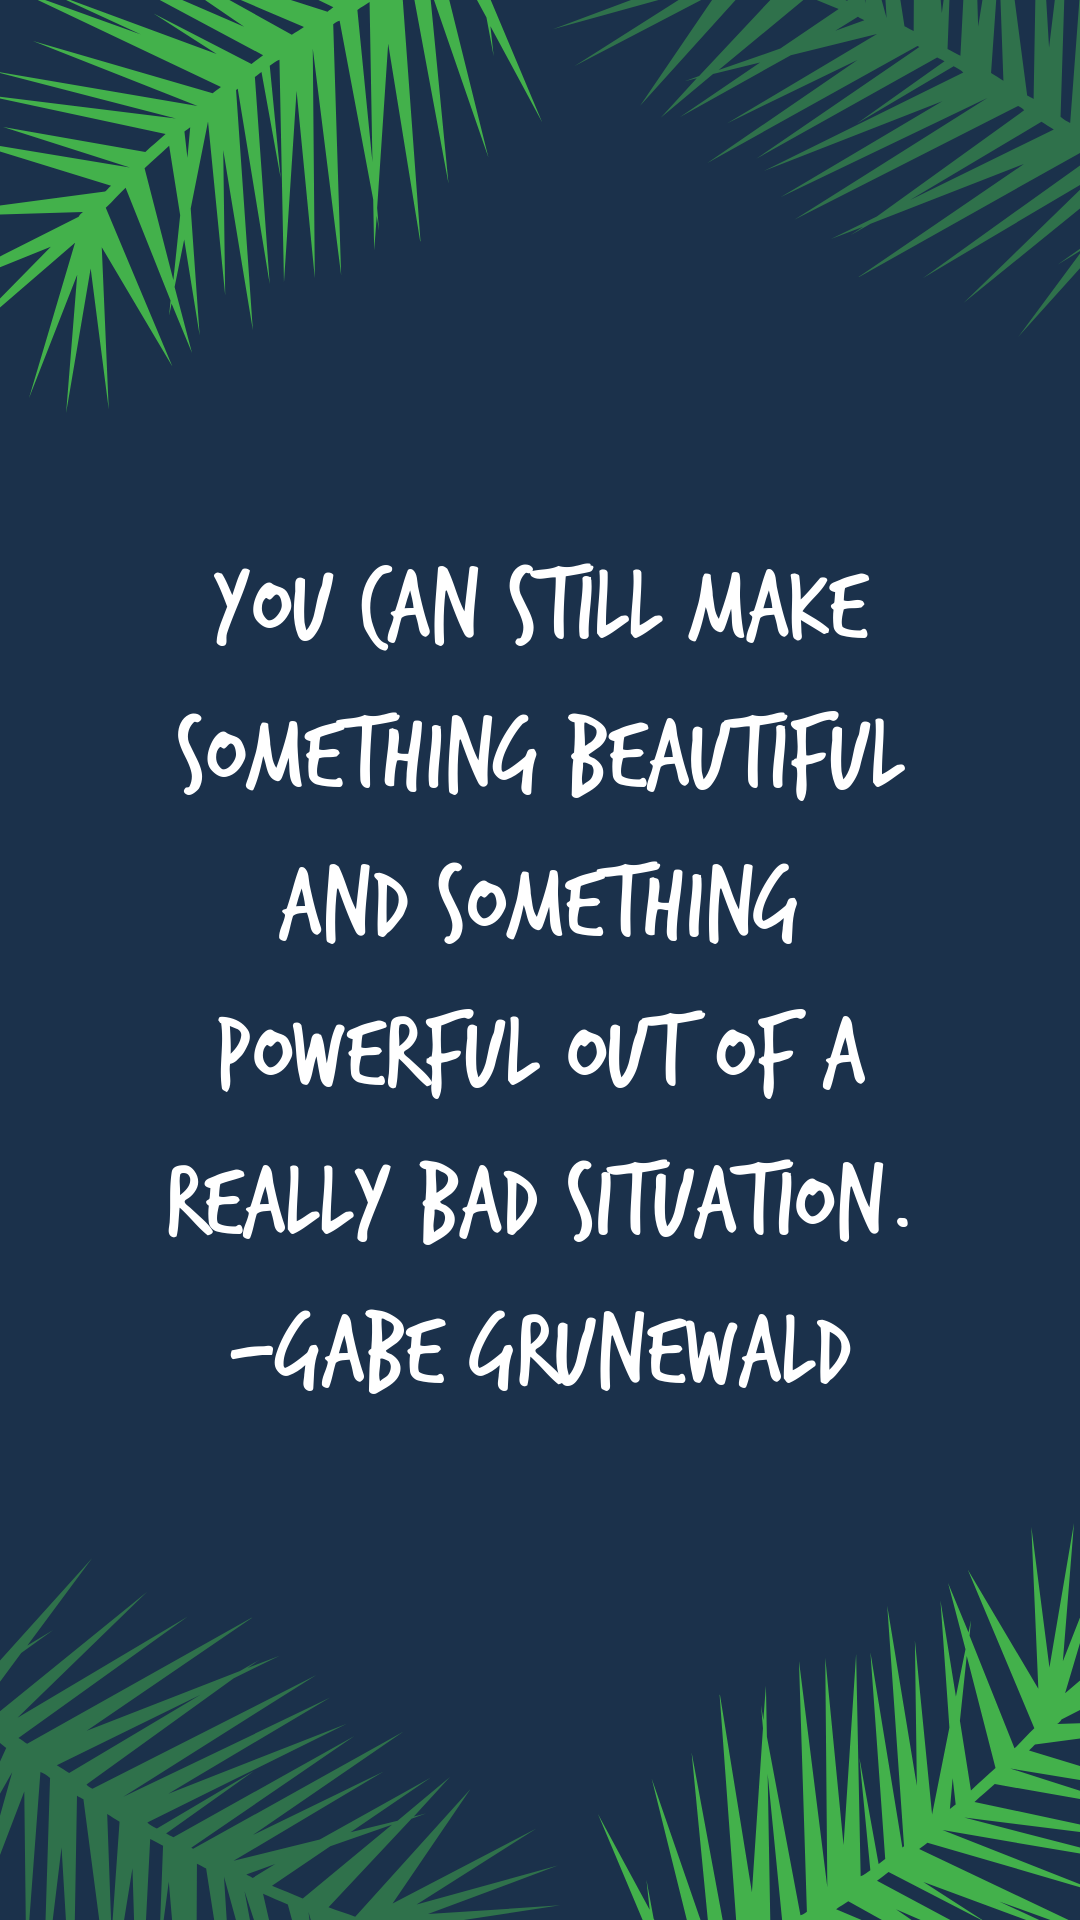 YOU CAN STILL MAKE
SOMETHING BEAUTIFUL
AND SOMETHING
POWERFUL OUT OF A
REALLY BAD SITUATION.
-GABE GRUNEWALD